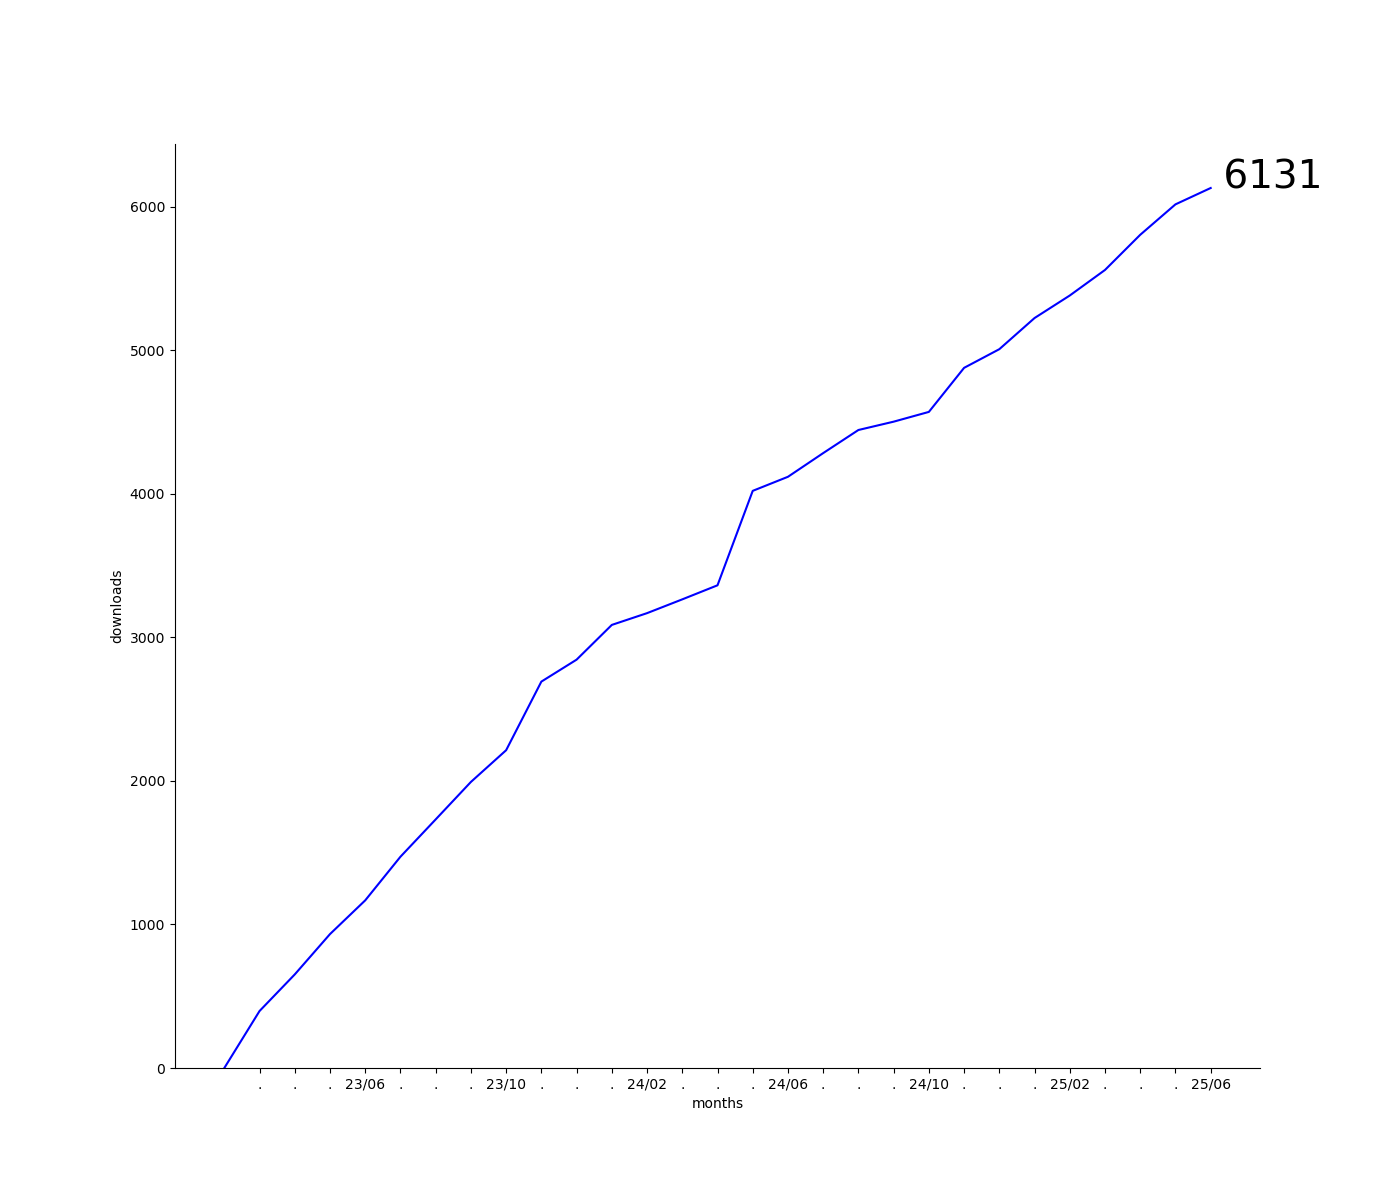 6131
6000
5000
4000
3000
2000
1000
0
downloads
. . . 23/06 . . . 23/10 . . . 24/02 . . . 24/06 . . . 24/10 . . . 25/02 . . . 25/06
months